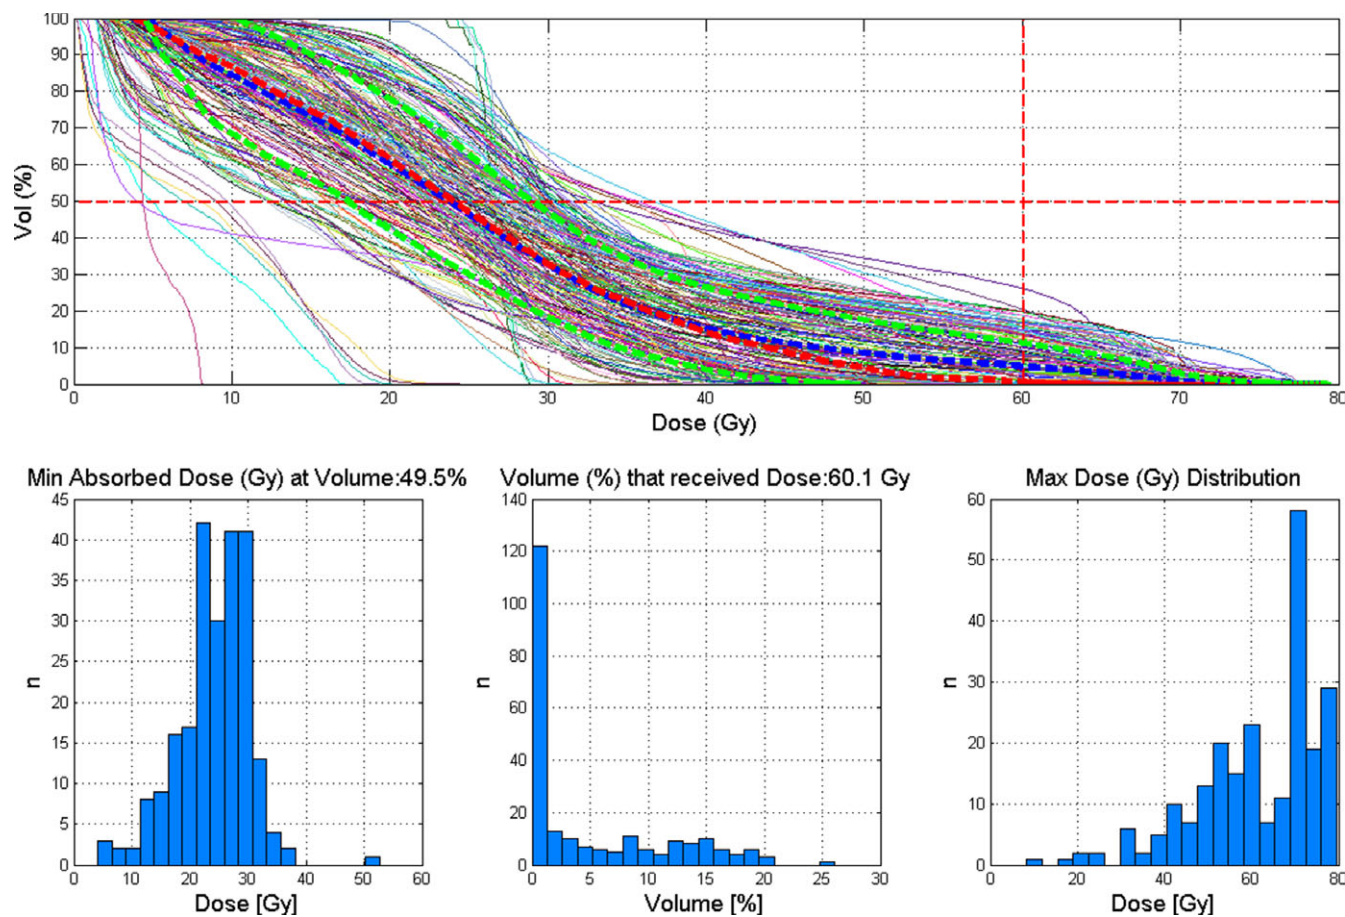 100
90
80
70
60
50
40
30
20
10
0
Vol (%)
0 10 20 30 40 50 60 70 80
Dose (Gy)
Min Absorbed Dose (Gy) at Volume:49.5%
45
40
35
30
25
20
15
10
5
0
n
0 10 20 30 40 50 60
Dose [Gy]
Volume (%) that received Dose:60.1 Gy
140
120
100
80
60
40
20
0
n
0 5 10 15 20 25 30
Volume [%]
Max Dose (Gy) Distribution
60
50
40
30
20
10
0
n
0 20 40 60 80
Dose [Gy]